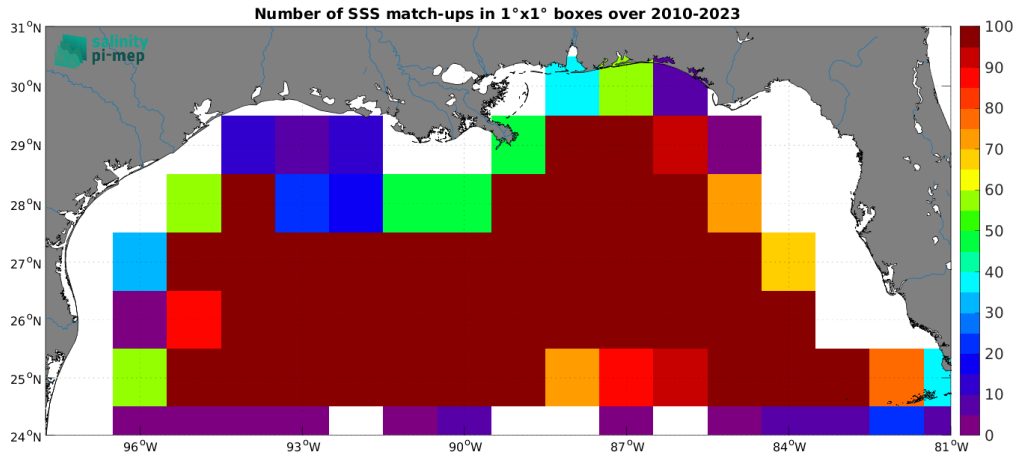 Number of SSS match-ups in 1°x1° boxes over 2010-2023
salinity
pi-mep
31°N
30°N
29°N
28°N
27°N
26°N
25°N
24°N
96°W
93°W
90°W
87°W
84°W
81°W
100
90
80
70
60
50
40
30
20
10
0